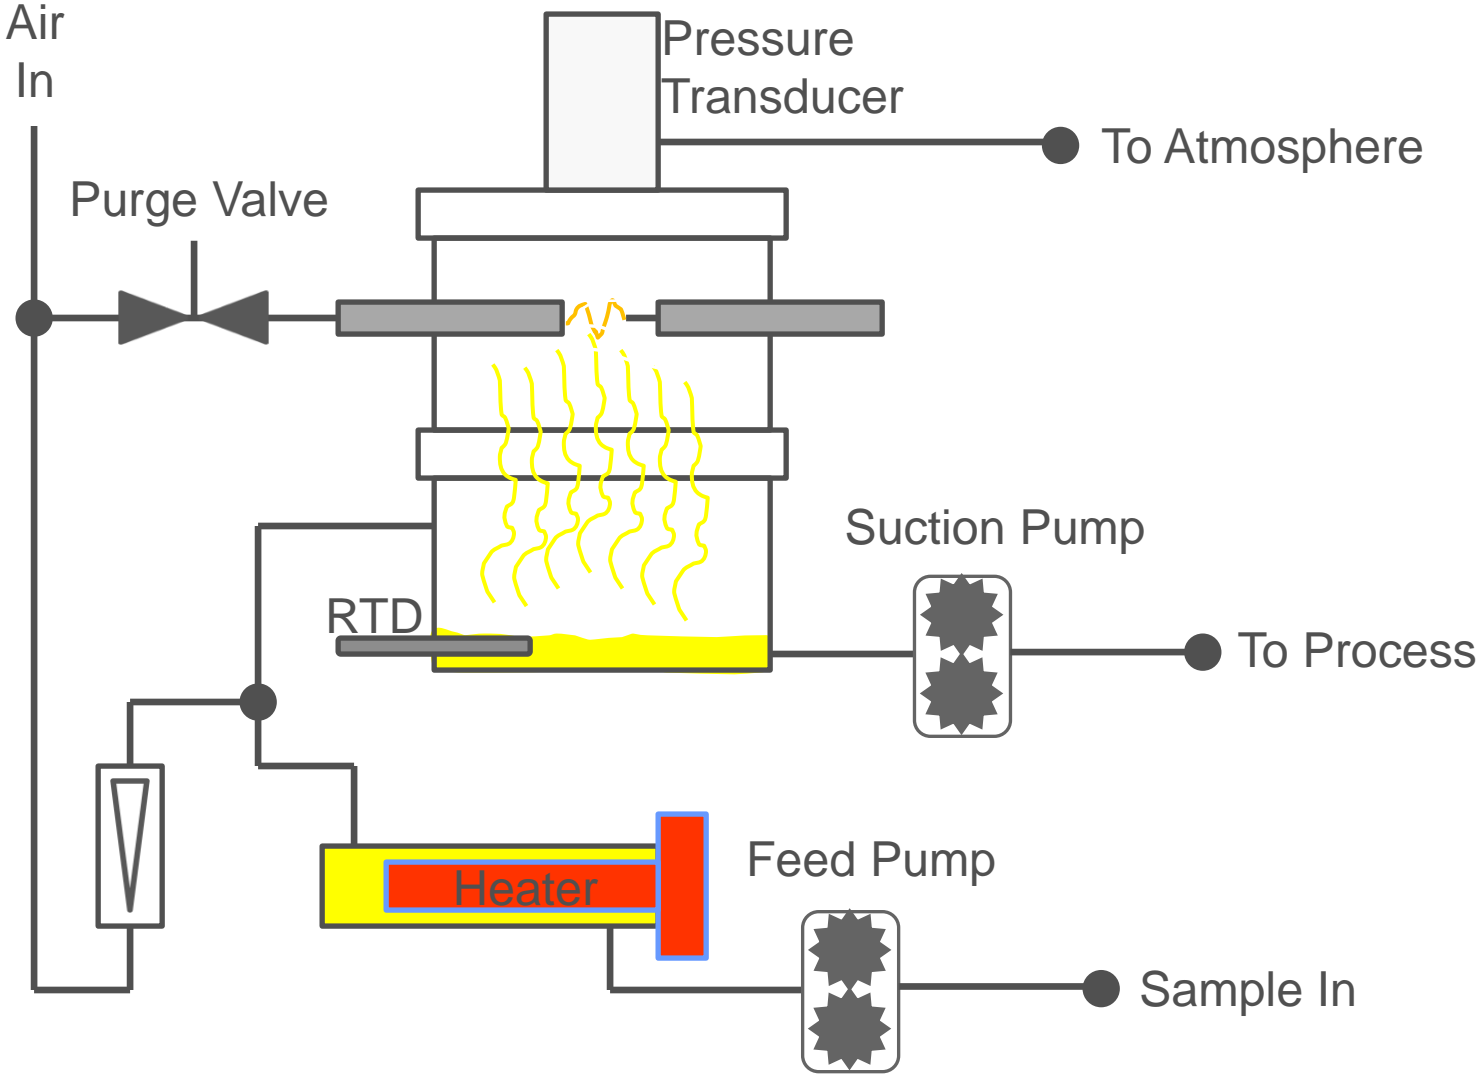 Air
In
Pressure
Transducer
To Atmosphere
Purge Valve
Suction Pump
RTD
To Process
Feed Pump
Heater
Sample In